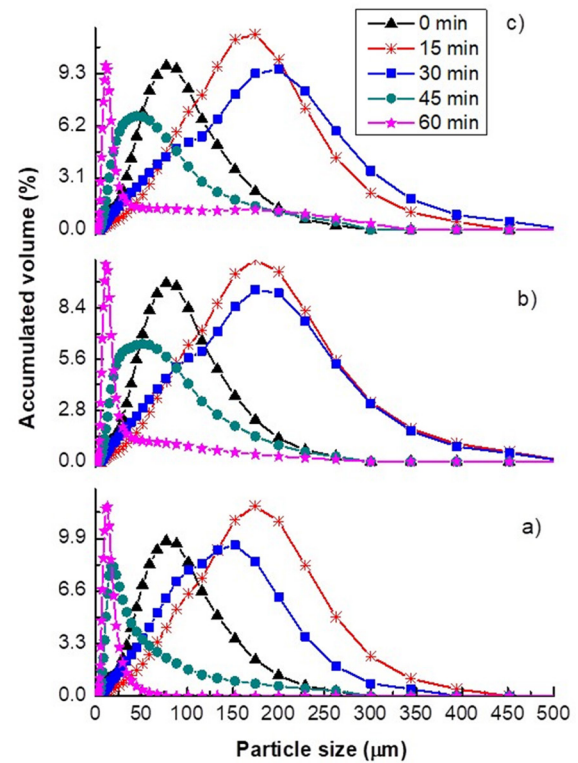 c)
0 min
15 min
30 min
45 min
60 min
9.3
6.2
3.1
0.0
b)
8.4
5.6
2.8
0.0
a)
9.9
6.6
3.3
0.0
0 50 100 150 200 250 300 350 400 450 500
Accumulated volume (%)
Particle size (μm)